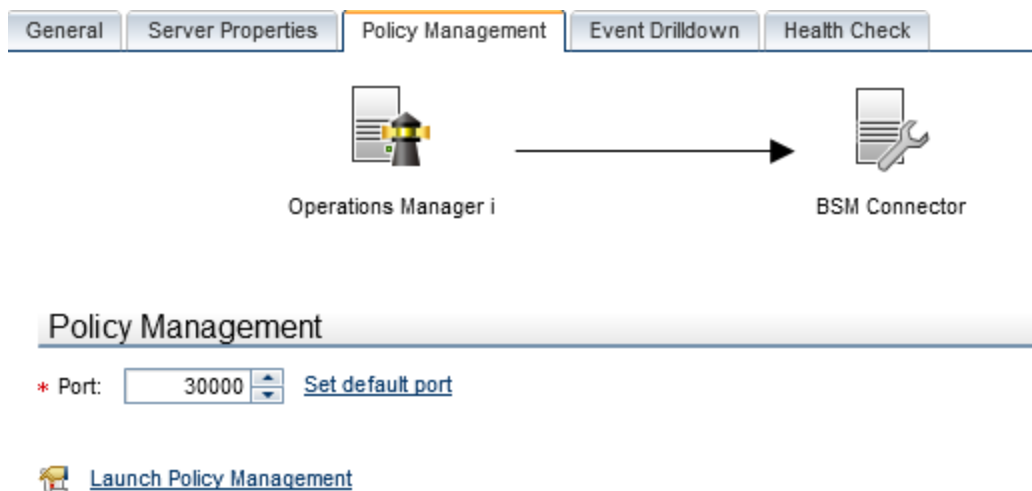 General Server Properties Policy Management Event Drilldown Health Check
Operations Manager i BSM Connector
Policy Management
* Port: 30000 Set default port
Launch Policy Management